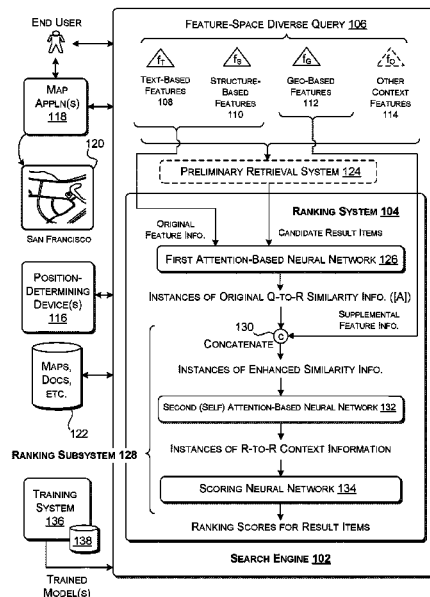 END USER
FEATURE-SPACE DIVERSE QUERY 106
fT
fS
fG
fO
TEXT-BASED FEATURES 108
STRUCTURE-BASED FEATURES 110
GEO-BASED FEATURES 112
OTHER CONTEXT FEATURES 114
MAP APPLN(S) 118
120
SAN FRANCISCO
PRELIMINARY RETRIEVAL SYSTEM 124
RANKING SYSTEM 104
ORIGINAL FEATURE INFO.
CANDIDATE RESULT ITEMS
FIRST ATTENTION-BASED NEURAL NETWORK 126
POSITION-DETERMINING DEVICE(S) 116
INSTANCES OF ORIGINAL Q-TO-R SIMILARITY INFO. ([A])
130
C
CONCATENATE
SUPPLEMENTAL FEATURE INFO.
MAPS, DOCS, ETC.
122
INSTANCES OF ENHANCED SIMILARITY INFO.
SECOND (SELF) ATTENTION-BASED NEURAL NETWORK 132
RANKING SUBSYSTEM 128
INSTANCES OF R-TO-R CONTEXT INFORMATION
SCORING NEURAL NETWORK 134
TRAINING SYSTEM 136
138
RANKING SCORES FOR RESULT ITEMS
SEARCH ENGINE 102
TRAINED MODEL(S)